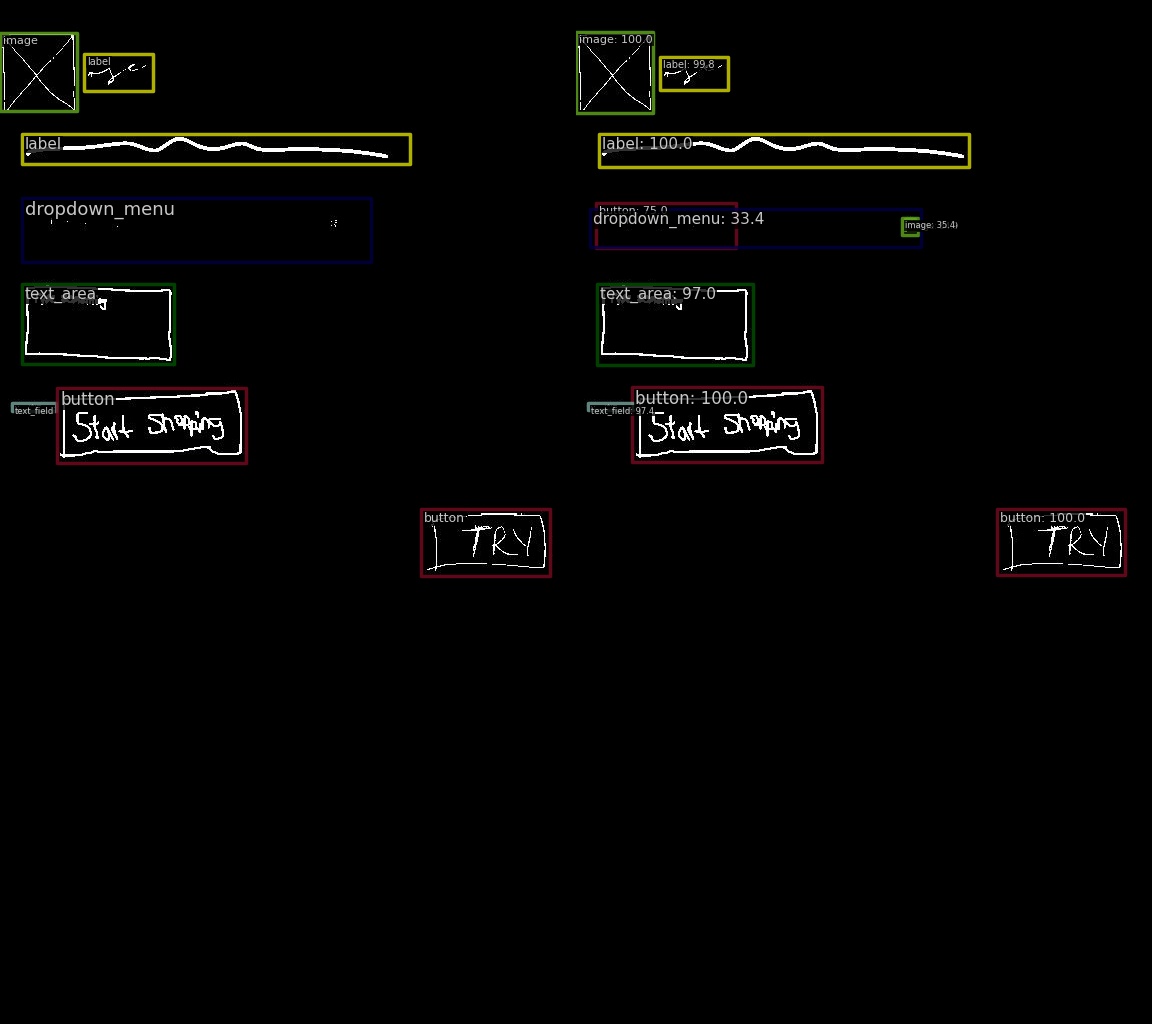 image
image: 100.0
label
label: 99.8
label
label: 100.0
dropdown_menu
button: 75.0
dropdown_menu: 33.4
image: 35.4)
text_area
text_area: 97.0
text_field
button
Start Shopping
text_field: 97.4
button: 100.0
Start Shopping
button
TRY
button: 100.0
TRY